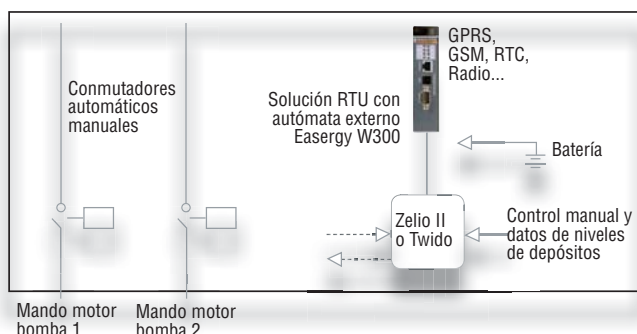 GPRS,
GSM, RTC,
Radio...
Conmutadores
automáticos
manuales
Solución RTU con
autómata externo
Easergy W300
Batería
Zelio II
o Twido
Control manual y
datos de niveles
de depósitos
Mando motor
bomba 1
Mando motor
bomba 2